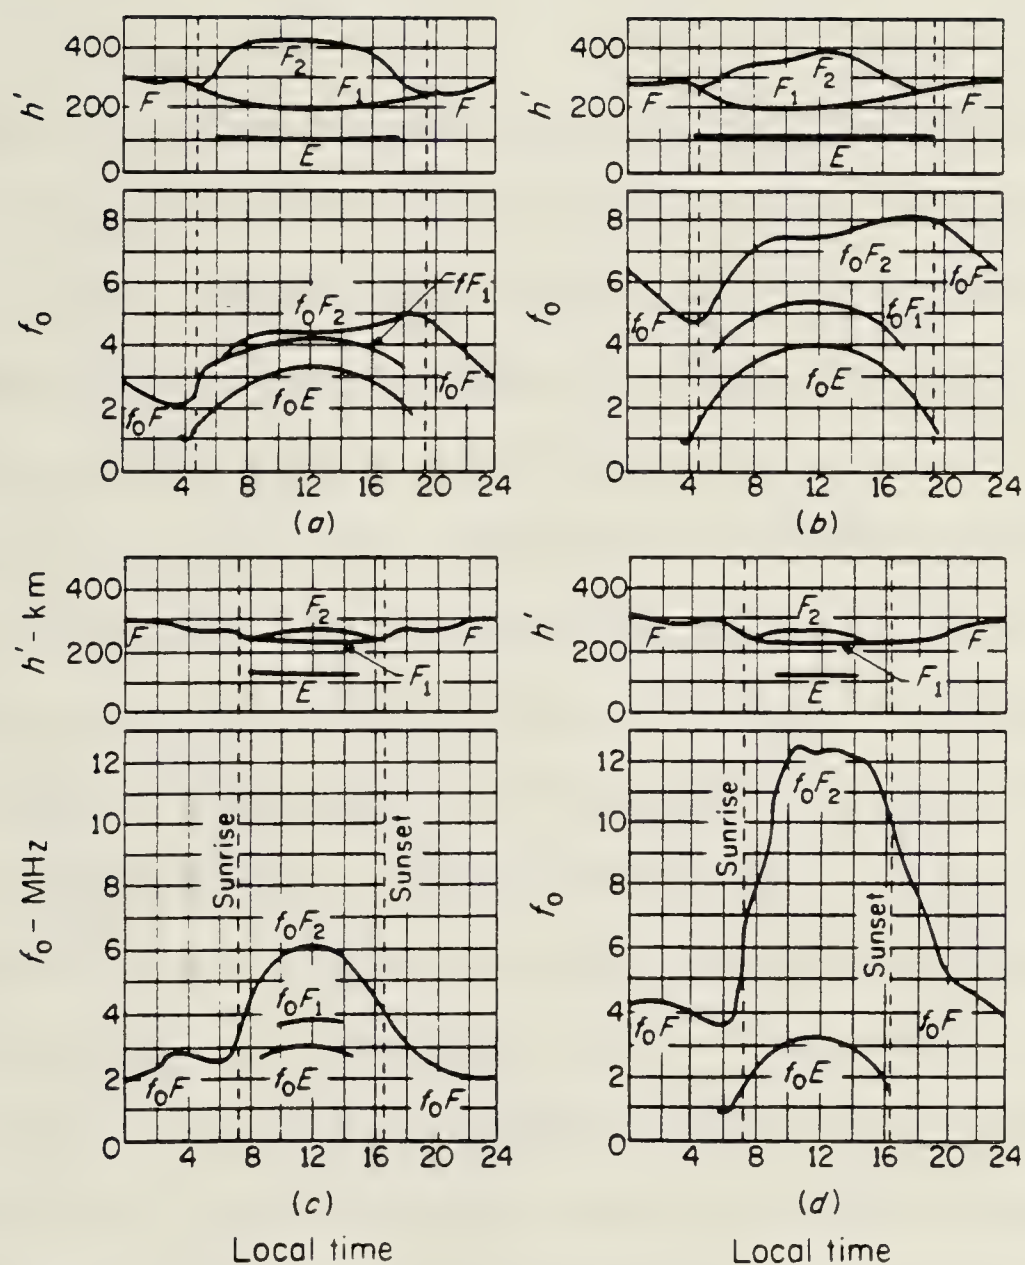 h'
400
200
0
F
F₂
F₁
F
E
f₀
8
6
4
2
0
f₀F
f₀F₂
fF₁
f₀E
f₀F
4 8 12 16 20 24
(a)
h'
400
200
0
F
F₁
F₂
F
E
f₀
8
6
4
2
0
f₀F
f₀F₂
f₀F₁
f₀F
f₀E
4 8 12 16 20 24
(b)
h' - km
400
200
0
F
F₂
F
F₁
E
f₀ - MHz
12
10
8
6
4
2
0
Sunrise
Sunset
f₀F₂
f₀F₁
f₀E
f₀F
f₀F
4 8 12 16 20 24
(c)
Local time
h'
400
200
0
F
F₂
F
F₁
E
f₀
12
10
8
6
4
2
0
Sunrise
Sunset
f₀F₂
f₀F
f₀E
f₀F
4 8 12 16 20 24
(d)
Local time